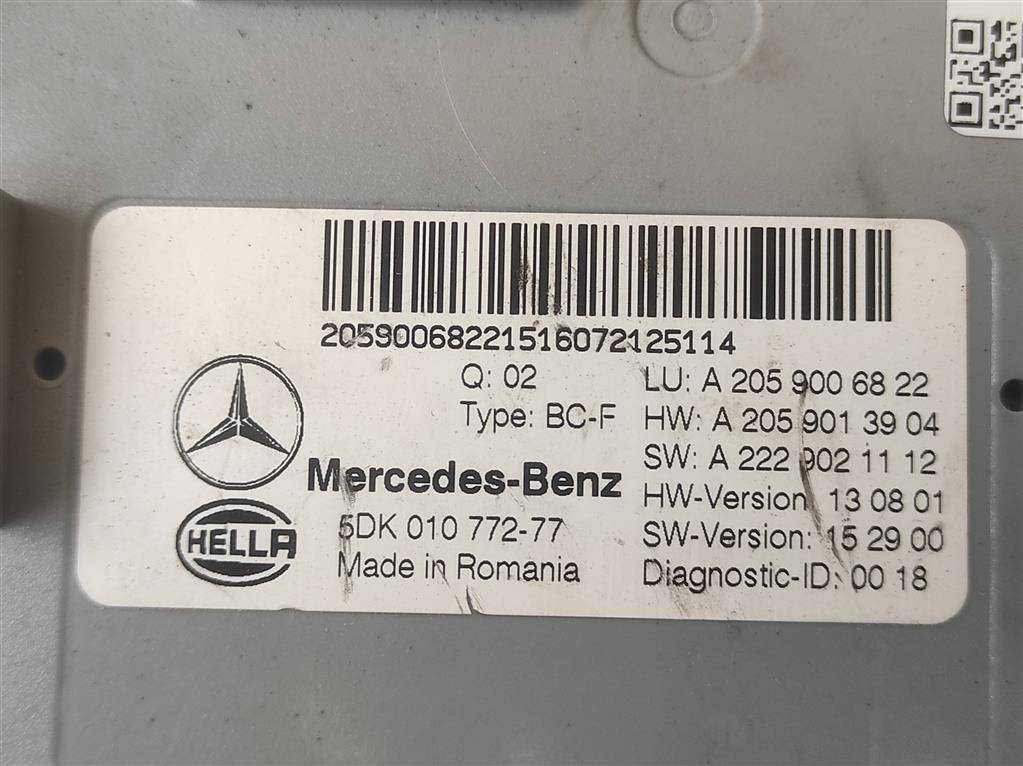 20590068221516072125114
Q: 02
LU: A 205 900 68 22
Type: BC-F
HW: A 205 901 39 04
SW: A 222 902 11 12
Mercedes-Benz
HW-Version 13 08 01
HELLA
5DK 010 772-77
SW-Version: 15 29 00
Made in Romania
Diagnostic-ID: 00 18